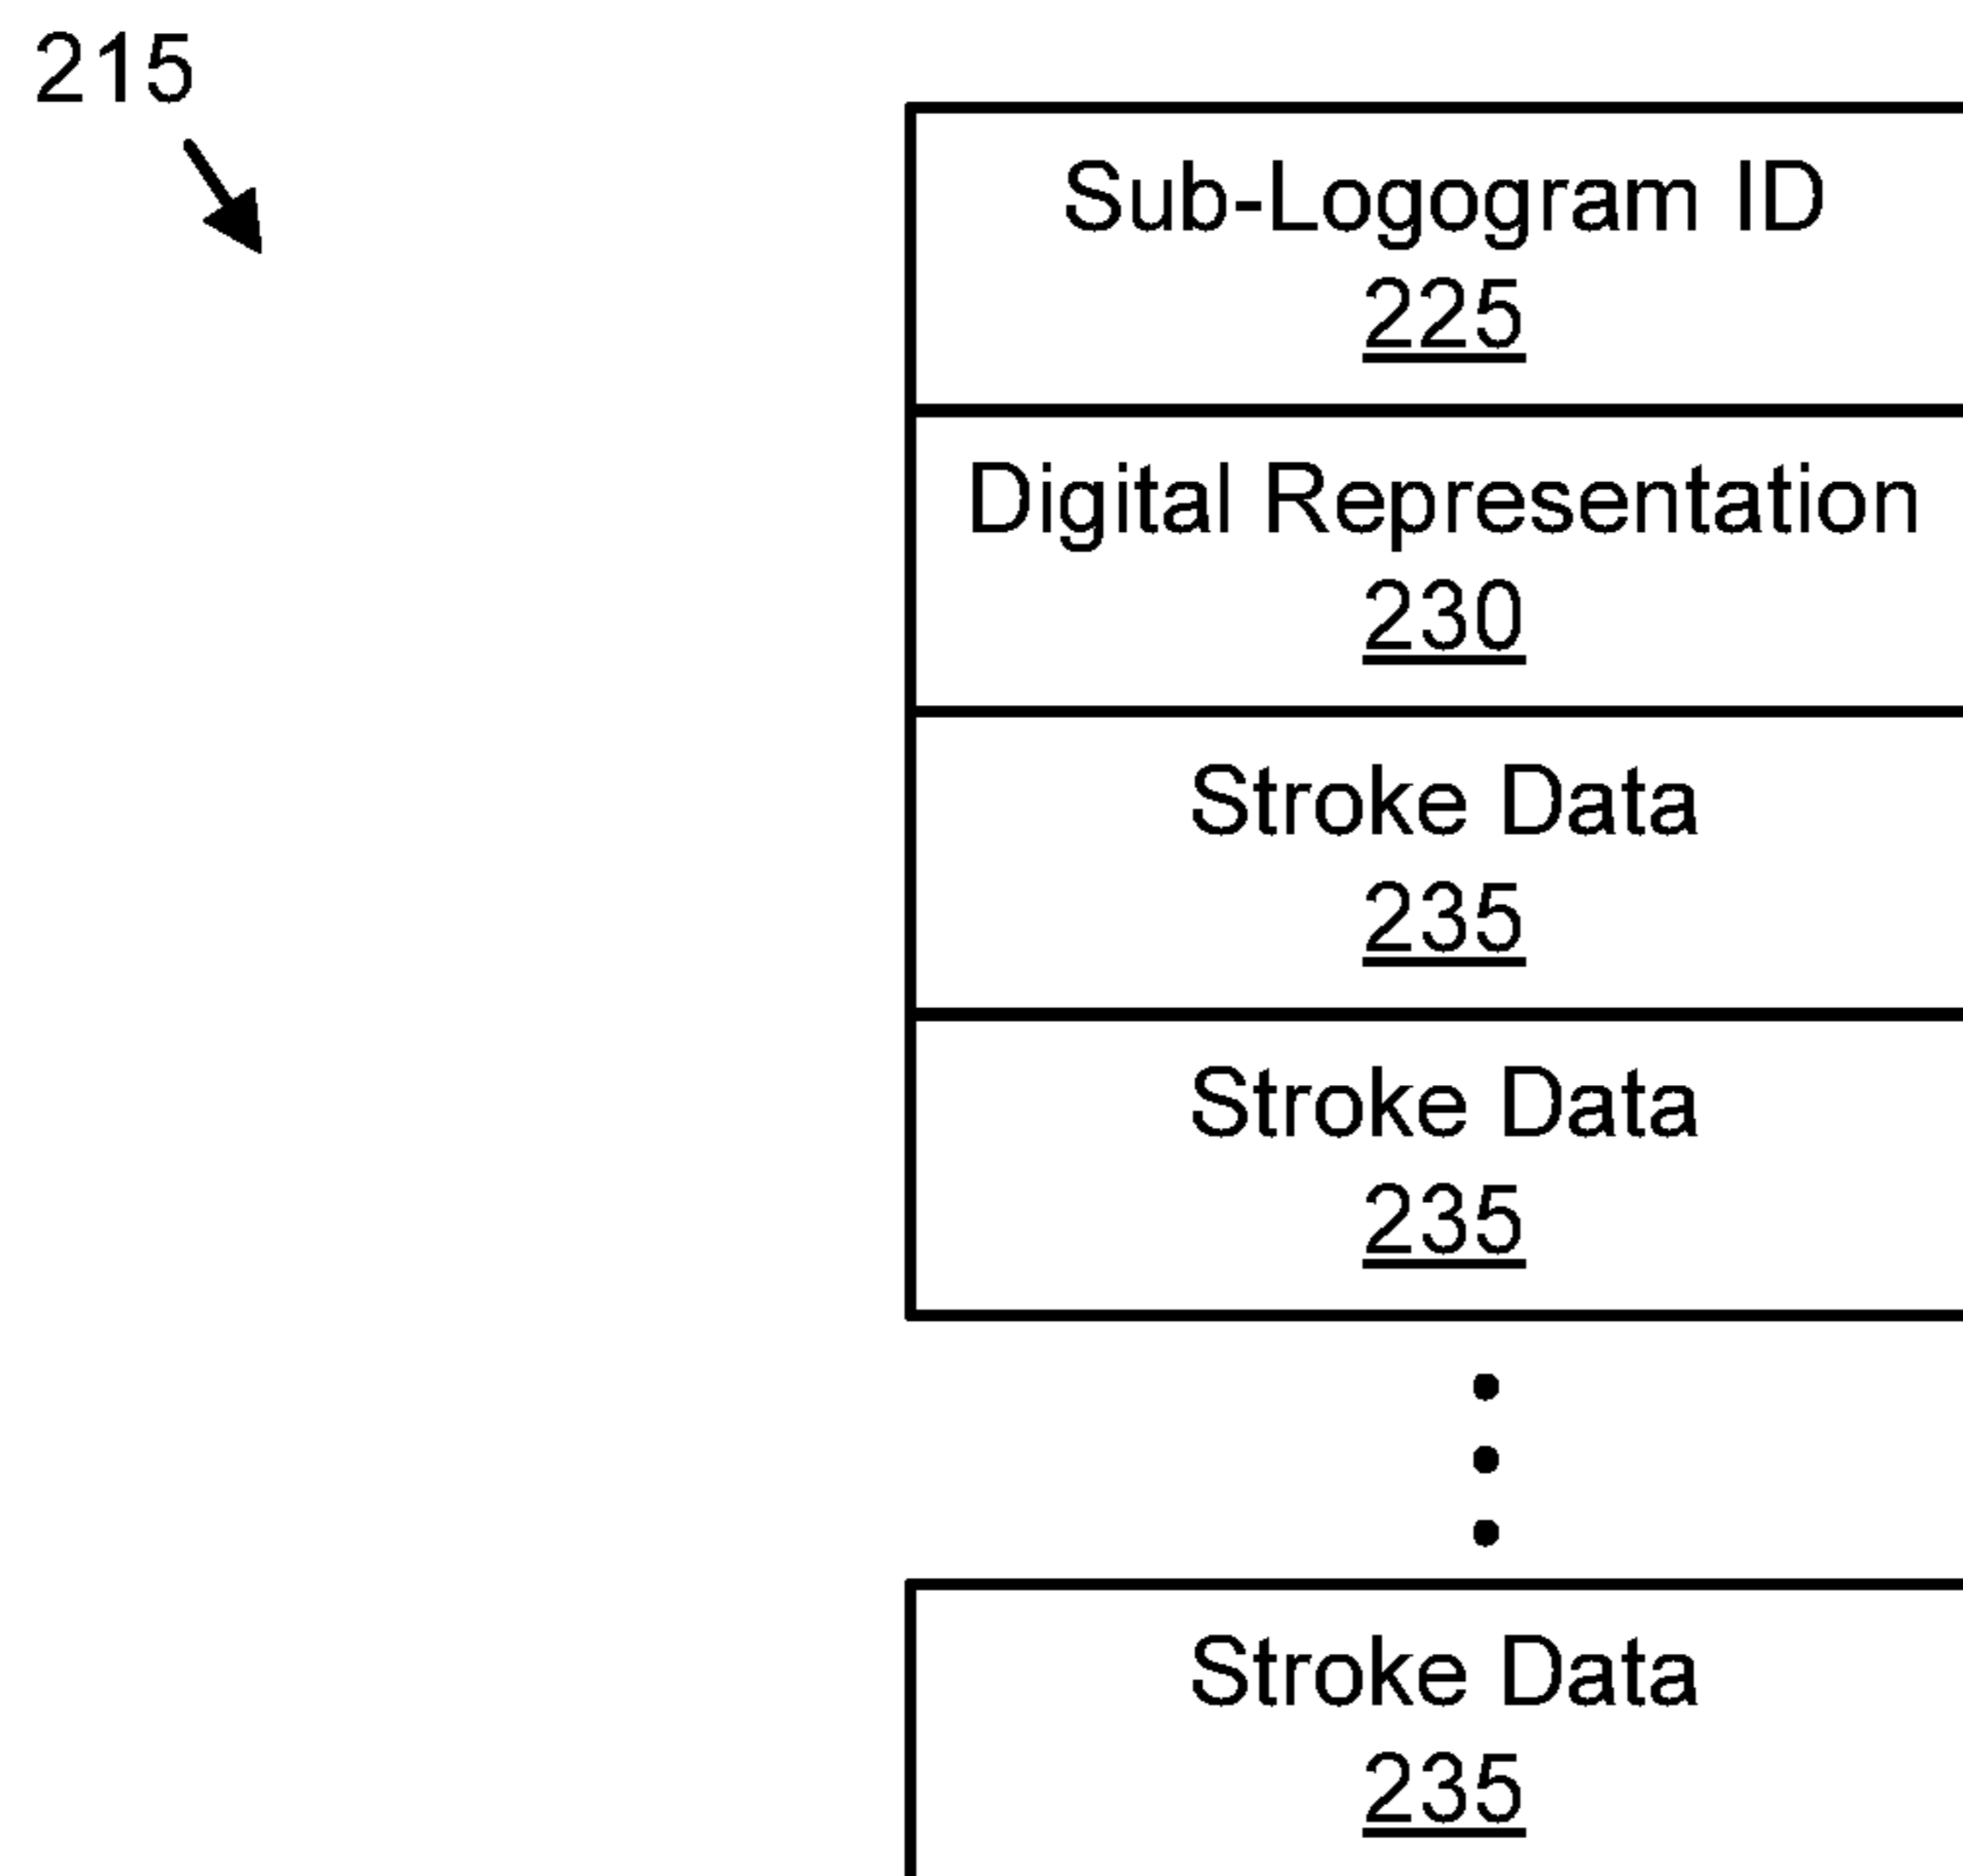 215
Sub-Logogram ID
225
Digital Representation
230
Stroke Data
235
Stroke Data
235
Stroke Data
235